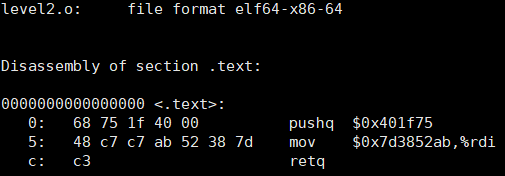 level2.o:     file format elf64-x86-64
Disassembly of section .text:
0000000000000000 <.text>:
   0:   68 75 1f 40 00          pushq  $0x401f75
   5:   48 c7 c7 ab 52 38 7d    mov    $0x7d3852ab,%rdi
   c:   c3                      retq